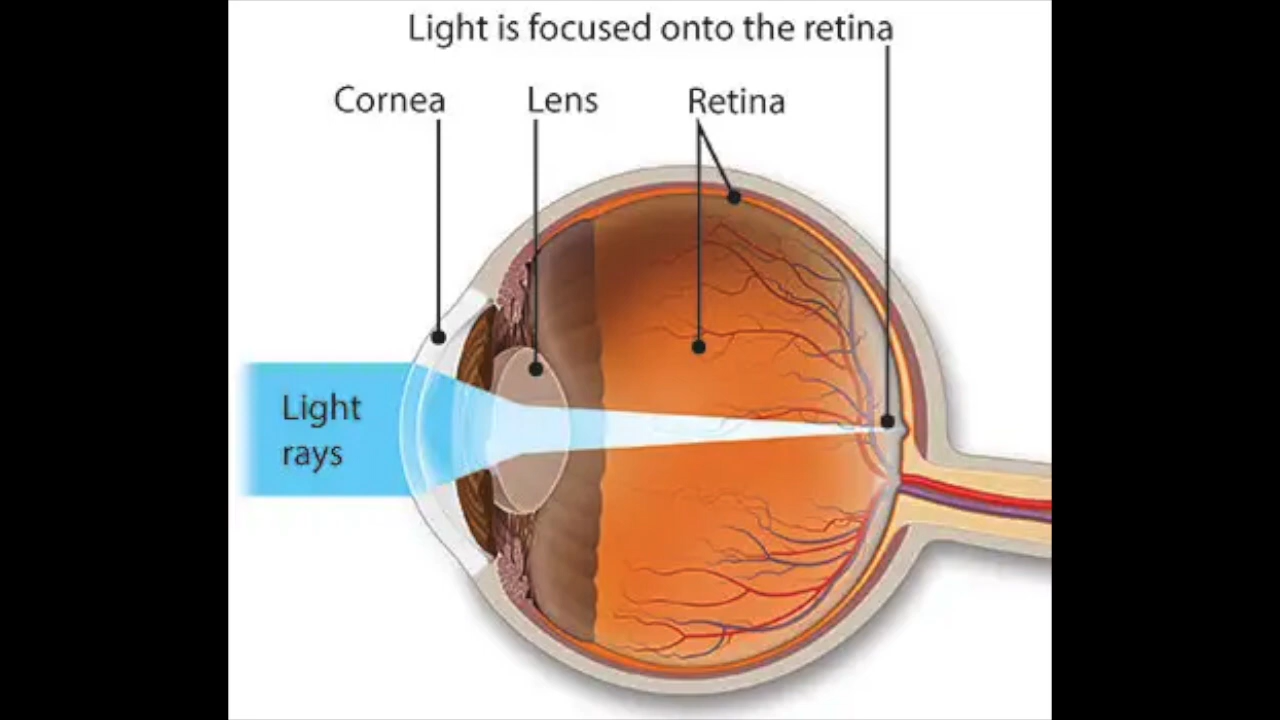 Light is focused onto the retina
Cornea
Lens
Retina
Light
rays